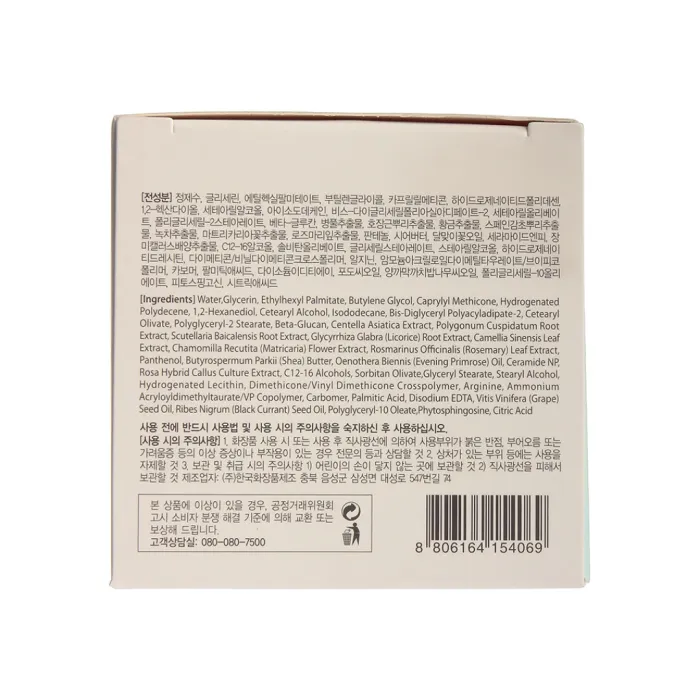 [전성분] 정제수, 글리세린, 에틸헥실팔미테이트, 부틸렌글라이콜, 카프릴릴메티콘, 하이드로제네이티드폴리데센,
1,2-헥산다이올, 세테아릴알코올, 아이소도데케인, 비스-다이글리세릴폴리아실아디페이트-2, 세테아릴올리베이
트, 폴리글리세릴-2스테아레이트, 베타-글루칸, 병풀추출물, 호장근뿌리추출물, 황금추출물, 스페인감초뿌리추출
물, 녹차추출물, 마트리카리아꽃추출물, 로즈마리잎추출물, 판테놀, 시어버터, 달맞이꽃오일, 세라마이드엔피, 장
미캘러스배양추출물, C12-16알코올, 솔비탄올리베이트, 글리세릴스테아레이트, 스테아릴알코올, 하이드로제네이
티드레시틴, 다이메티콘/비닐다이메티콘크로스폴리머, 알지닌, 암모늄아크릴로일다이메틸타우레이트/브이피코
폴리머, 카보머, 팔미틱애씨드, 다이소듐이디티에이, 포도씨오일, 양까막까치밥나무씨오일, 폴리글리세릴-10올리
에이트, 피토스핑고신, 시트릭애씨드
[Ingredients] Water,Glycerin, Ethylhexyl Palmitate, Butylene Glycol, Caprylyl Methicone, Hydrogenated
Polydecene, 1,2-Hexanediol, Cetearyl Alcohol, Isododecane, Bis-Diglyceryl Polyacyladipate-2, Cetearyl
Olivate, Polyglyceryl-2 Stearate, Beta-Glucan, Centella Asiatica Extract, Polygonum Cuspidatum Root
Extract, Scutellaria Baicalensis Root Extract, Glycyrrhiza Glabra (Licorice) Root Extract, Camellia Sinensis Leaf
Extract, Chamomilla Recutita (Matricaria) Flower Extract, Rosmarinus Officinalis (Rosemary) Leaf Extract,
Panthenol, Butyrospermum Parkii (Shea) Butter, Oenothera Biennis (Evening Primrose) Oil, Ceramide NP,
Rosa Hybrid Callus Culture Extract, C12-16 Alcohols, Sorbitan Olivate,Glyceryl Stearate, Stearyl Alcohol,
Hydrogenated Lecithin, Dimethicone/Vinyl Dimethicone Crosspolymer, Arginine, Ammonium
Acryloyldimethyltaurate/VP Copolymer, Carbomer, Palmitic Acid, Disodium EDTA, Vitis Vinifera (Grape)
Seed Oil, Ribes Nigrum (Black Currant) Seed Oil, Polyglyceryl-10 Oleate,Phytosphingosine, Citric Acid
사용 전에 반드시 사용법 및 사용 시의 주의사항을 숙지하신 후 사용하십시오.
[사용 시의 주의사항] 1. 화장품 사용 시 또는 사용 후 직사광선에 의하여 사용부위가 붉은 반점, 부어오름 또는
가려움증 등의 이상 증상이나 부작용이 있는 경우 전문의 등과 상담할 것 2. 상처가 있는 부위 등에는 사용을
자제할 것 3. 보관 및 취급 시의 주의사항 1) 어린이의 손이 닿지 않는 곳에 보관할 것 2) 직사광선을 피해서
보관할 것 제조업자: (주)한국화장품제조 충북 음성군 삼성면 대성로 547번길 74
본 상품에 이상이 있을 경우, 공정거래위원회
고시 소비자 분쟁 해결 기준에 의해 교환 또는
보상해 드립니다.
고객상담실: 080-080-7500
8 806164 154069